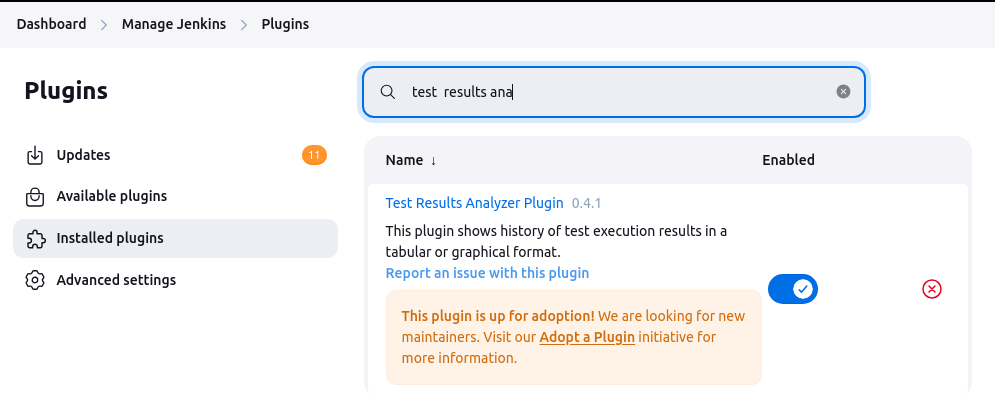 Dashboard > Manage Jenkins > Plugins
Plugins
test  results ana
Updates 11
Available plugins
Installed plugins
Advanced settings
Name ↓ Enabled
Test Results Analyzer Plugin 0.4.1
This plugin shows history of test execution results in a
tabular or graphical format.
Report an issue with this plugin
This plugin is up for adoption! We are looking for new
maintainers. Visit our Adopt a Plugin initiative for
more information.